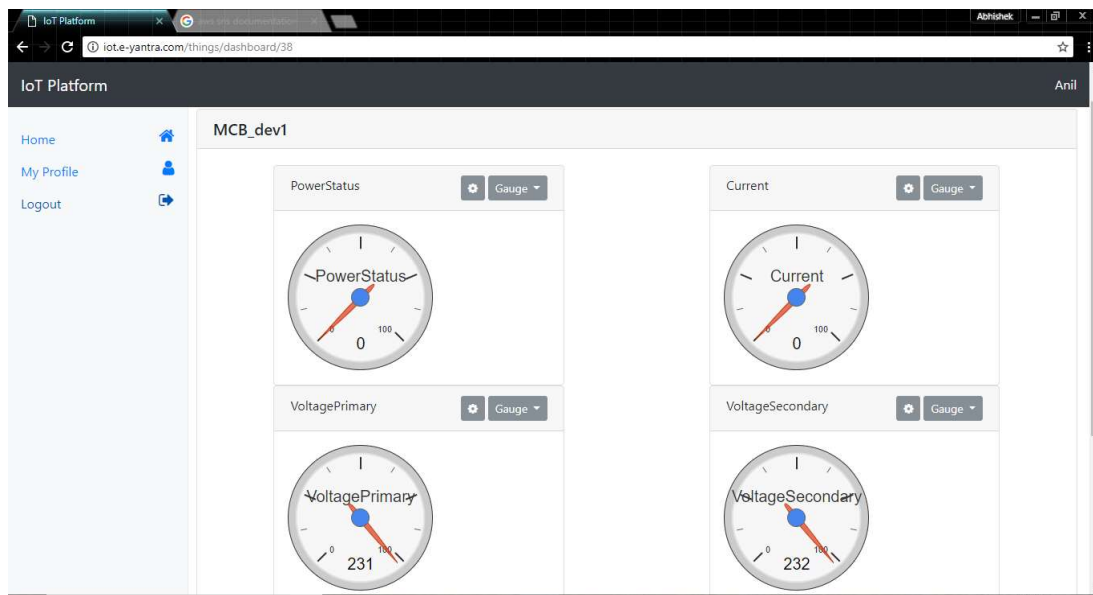 IoT Platform
Abhishek
iot.e-yantra.com/things/dashboard/38
IoT Platform
Anil
Home
My Profile
Logout
MCB_dev1
PowerStatus
Gauge
PowerStatus
0
100
0
Current
Gauge
Current
0
100
0
VoltagePrimary
Gauge
VoltagePrimary
0
100
231
VoltageSecondary
Gauge
VoltageSecondary
0
100
232